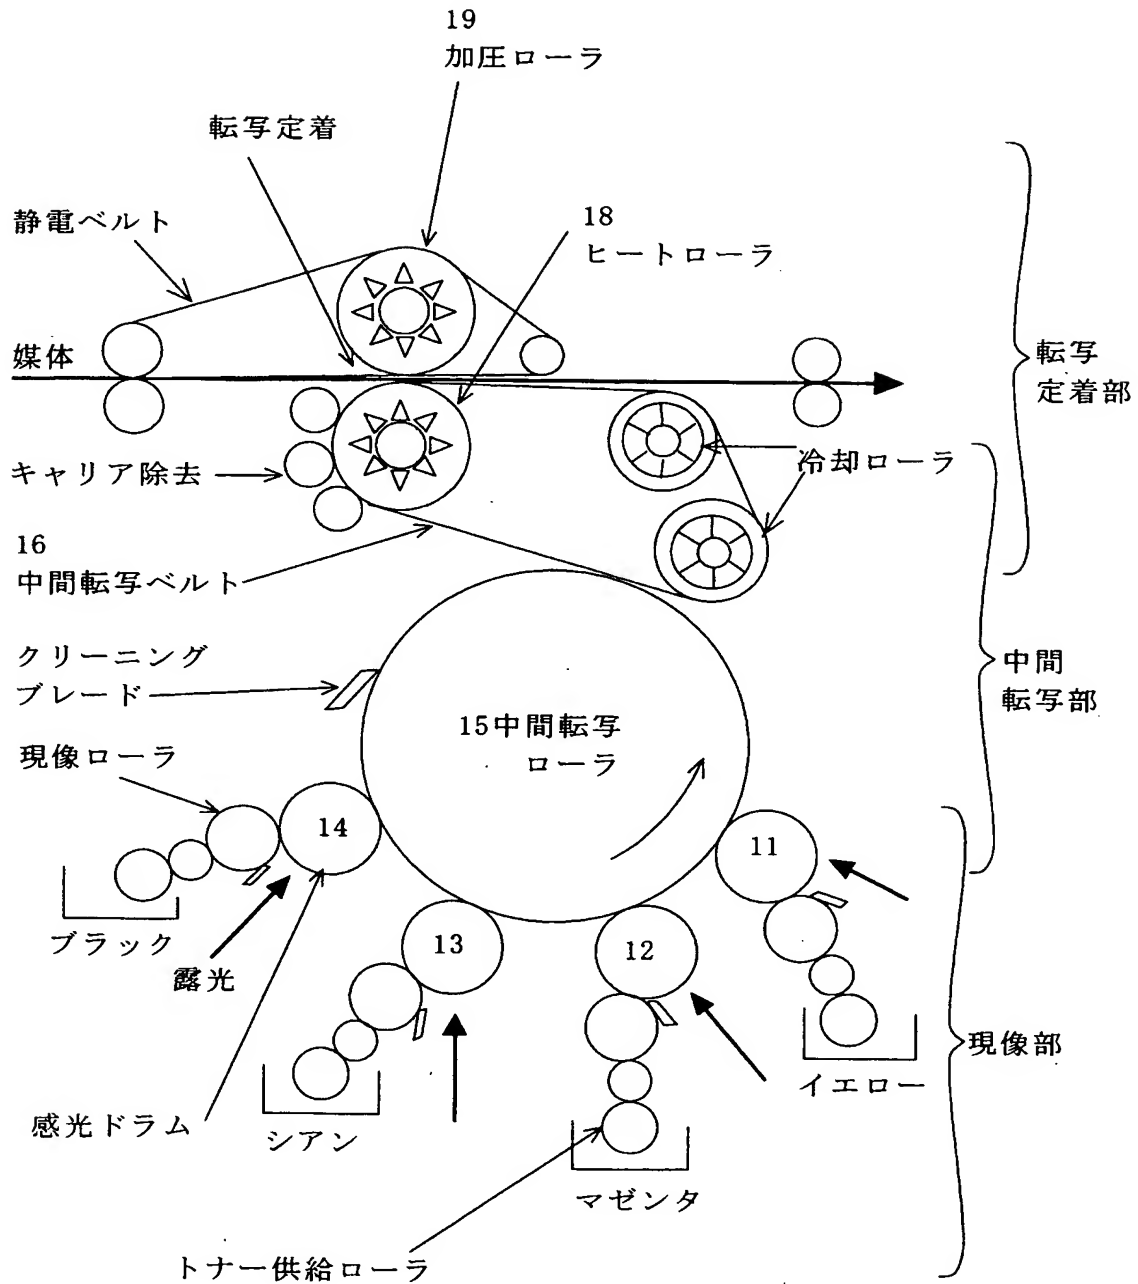 19
加圧ローラ
転写定着
静電ベルト
18
ヒートローラ
媒体
転写
定着部
キャリア除去
冷却ローラ
16
中間転写ベルト
クリーニング
ブレード
中間
転写部
15中間転写
ローラ
現像ローラ
14
11
ブラック
13
12
露光
現像部
イエロー
感光ドラム
シアン
マゼンタ
トナー供給ローラ